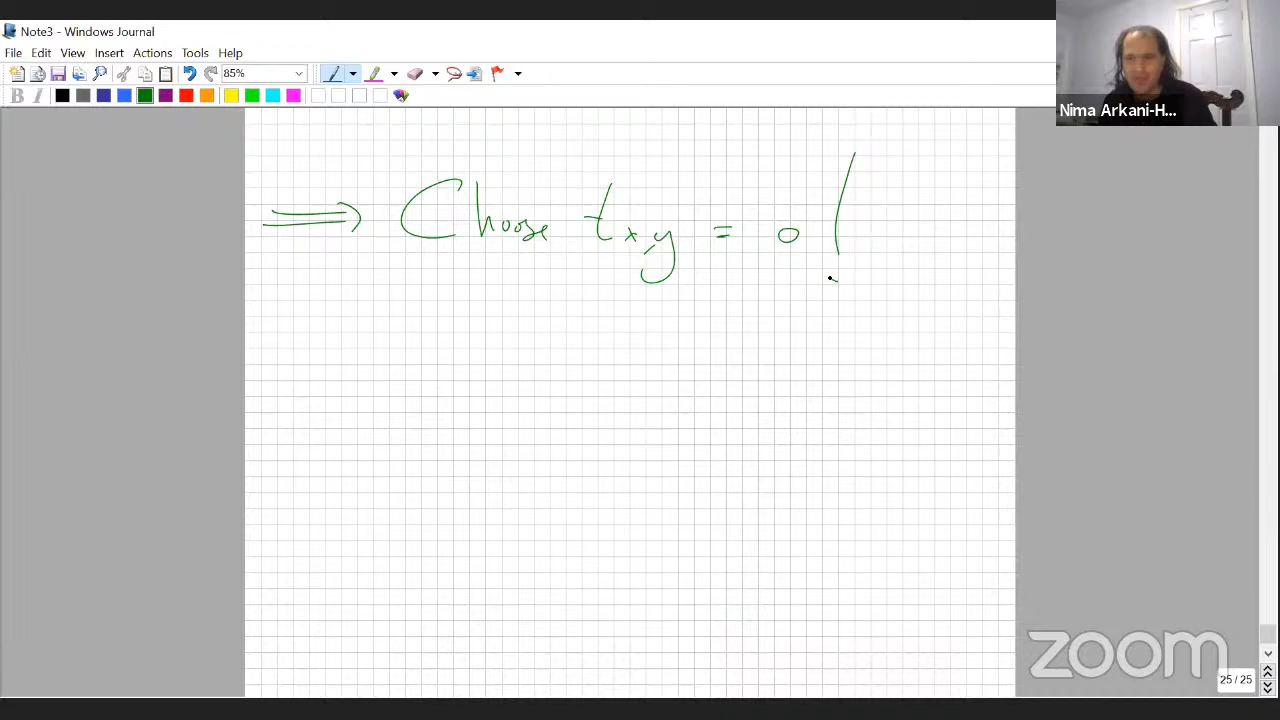 Note3 - Windows Journal
File Edit View Insert Actions Tools Help
85%
B I
Nima Arkani-H...
⟹ Choose t_xy = 0 !
zoom
25 / 25